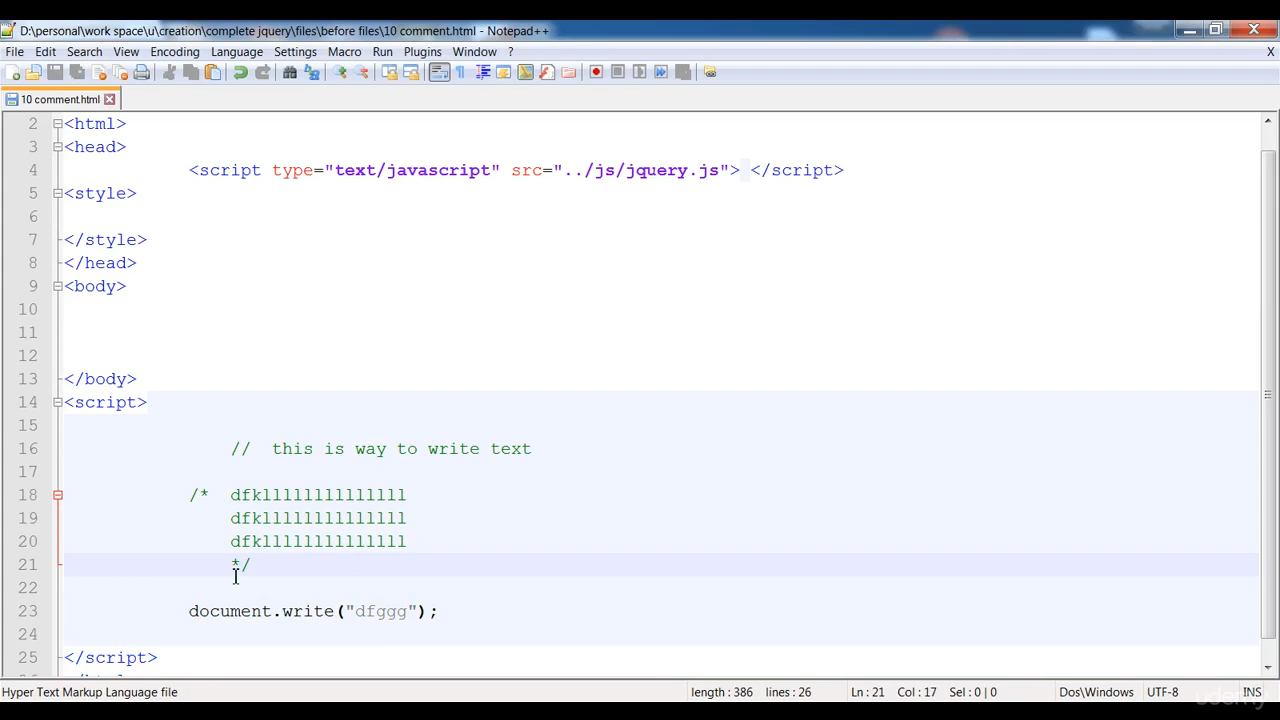 D:\personal\work space\u\creation\complete jquery\files\before files\10 comment.html - Notepad++
File Edit Search View Encoding Language Settings Macro Run Plugins Window ? X
10 comment.html
2 <html>
3 <head>
4 <script type="text/javascript" src="../js/jquery.js"> </script>
5 <style>
6
7 </style>
8 </head>
9 <body>
10
11
12
13 </body>
14 <script>
15
16 // this is way to write text
17
18 /* dfkllllllllllllll
19 dfkllllllllllllll
20 dfkllllllllllllll
21 */
22
23 document.write("dfggg");
24
25 </script>
Hyper Text Markup Language file length : 386 lines : 26 Ln : 21 Col : 17 Sel : 0 | 0 Dos\Windows UTF-8 INS
udemy